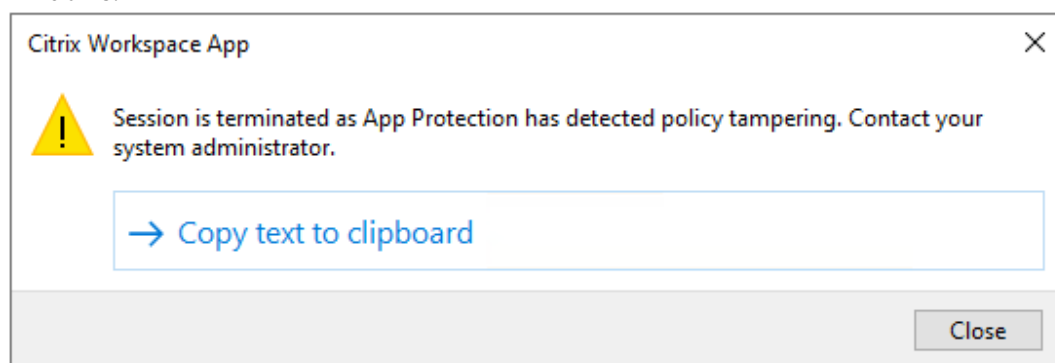 Citrix Workspace App
Session is terminated as App Protection has detected policy tampering. Contact your
system administrator.
→ Copy text to clipboard
Close